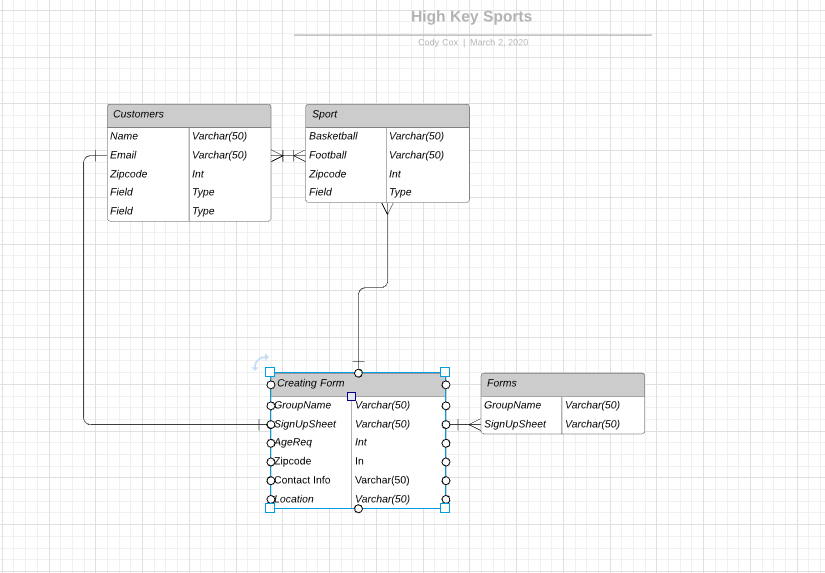 High Key Sports
Cody Cox | March 2, 2020
Customers
Name Varchar(50)
Email Varchar(50)
Zipcode Int
Field Type
Field Type
Sport
Basketball Varchar(50)
Football Varchar(50)
Zipcode Int
Field Type
Creating Form
GroupName Varchar(50)
SignUpSheet Varchar(50)
AgeReq Int
Zipcode In
Contact Info Varchar(50)
Location Varchar(50)
Forms
GroupName Varchar(50)
SignUpSheet Varchar(50)